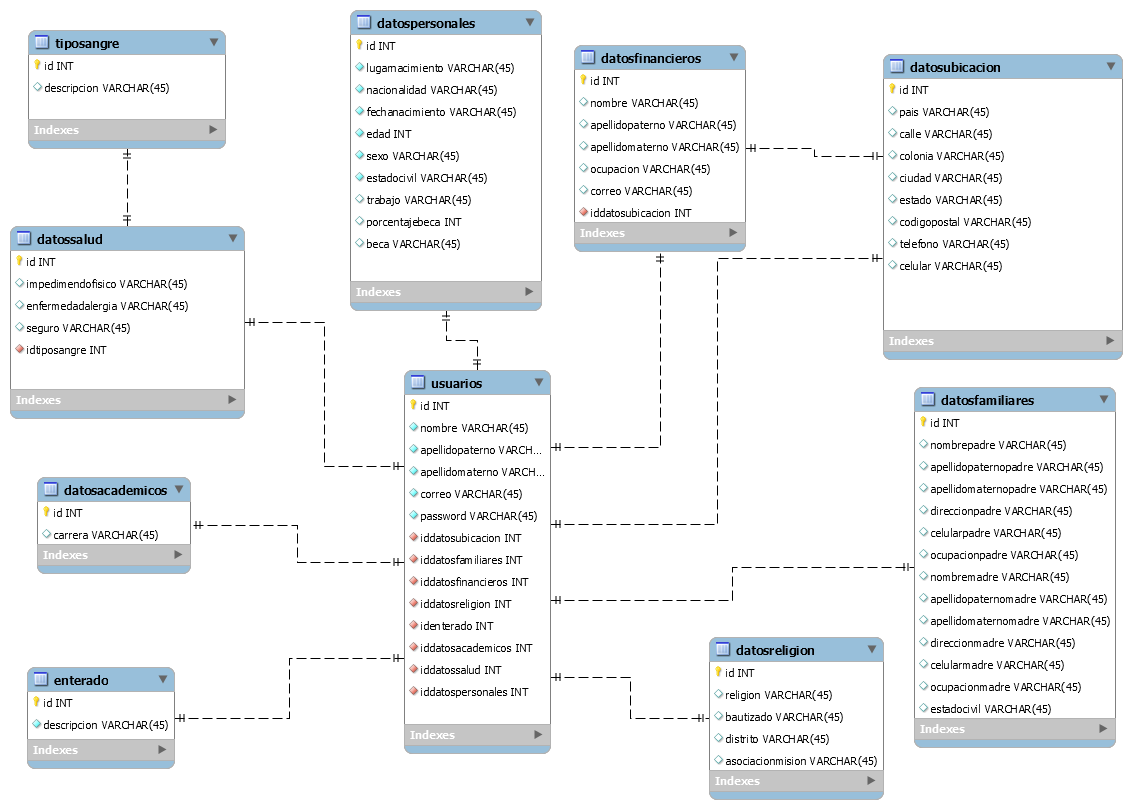 tiposangre
id INT
descripcion VARCHAR(45)
Indexes
datospersonales
id INT
lugarnacimiento VARCHAR(45)
nacionalidad VARCHAR(45)
fechanacimiento VARCHAR(45)
edad INT
sexo VARCHAR(45)
estadocivil VARCHAR(45)
trabajo VARCHAR(45)
porcentajebeca INT
beca VARCHAR(45)
Indexes
datosfinancieros
id INT
nombre VARCHAR(45)
apellidopaterno VARCHAR(45)
apellidomaterno VARCHAR(45)
ocupacion VARCHAR(45)
correo VARCHAR(45)
iddatosubicacion INT
Indexes
datosubicacion
id INT
pais VARCHAR(45)
calle VARCHAR(45)
colonia VARCHAR(45)
ciudad VARCHAR(45)
estado VARCHAR(45)
codigopostal VARCHAR(45)
telefono VARCHAR(45)
celular VARCHAR(45)
Indexes
datossalud
id INT
impedimendofisico VARCHAR(45)
enfermedadalergia VARCHAR(45)
seguro VARCHAR(45)
idtiposangre INT
Indexes
usuarios
id INT
nombre VARCHAR(45)
apellidopaterno VARCH...
apellidomaterno VARCH...
correo VARCHAR(45)
password VARCHAR(45)
iddatosubicacion INT
iddatosfamiliares INT
iddatosfinancieros INT
iddatosreligion INT
identerado INT
iddatosacademicos INT
iddatossalud INT
iddatospersonales INT
Indexes
datosfamiliares
id INT
nombrepadre VARCHAR(45)
apellidopaternopadre VARCHAR(45)
apellidomaternopadre VARCHAR(45)
direccionpadre VARCHAR(45)
celularpadre VARCHAR(45)
ocupacionpadre VARCHAR(45)
nombremadre VARCHAR(45)
apellidopaternomadre VARCHAR(45)
apellidomaternomadre VARCHAR(45)
direccionmadre VARCHAR(45)
celularmadre VARCHAR(45)
ocupacionmadre VARCHAR(45)
estadocivil VARCHAR(45)
Indexes
datosacademicos
id INT
carrera VARCHAR(45)
Indexes
enterado
id INT
descripcion VARCHAR(45)
Indexes
datosreligion
id INT
religion VARCHAR(45)
bautizado VARCHAR(45)
distrito VARCHAR(45)
asociacionmision VARCHAR(45)
Indexes